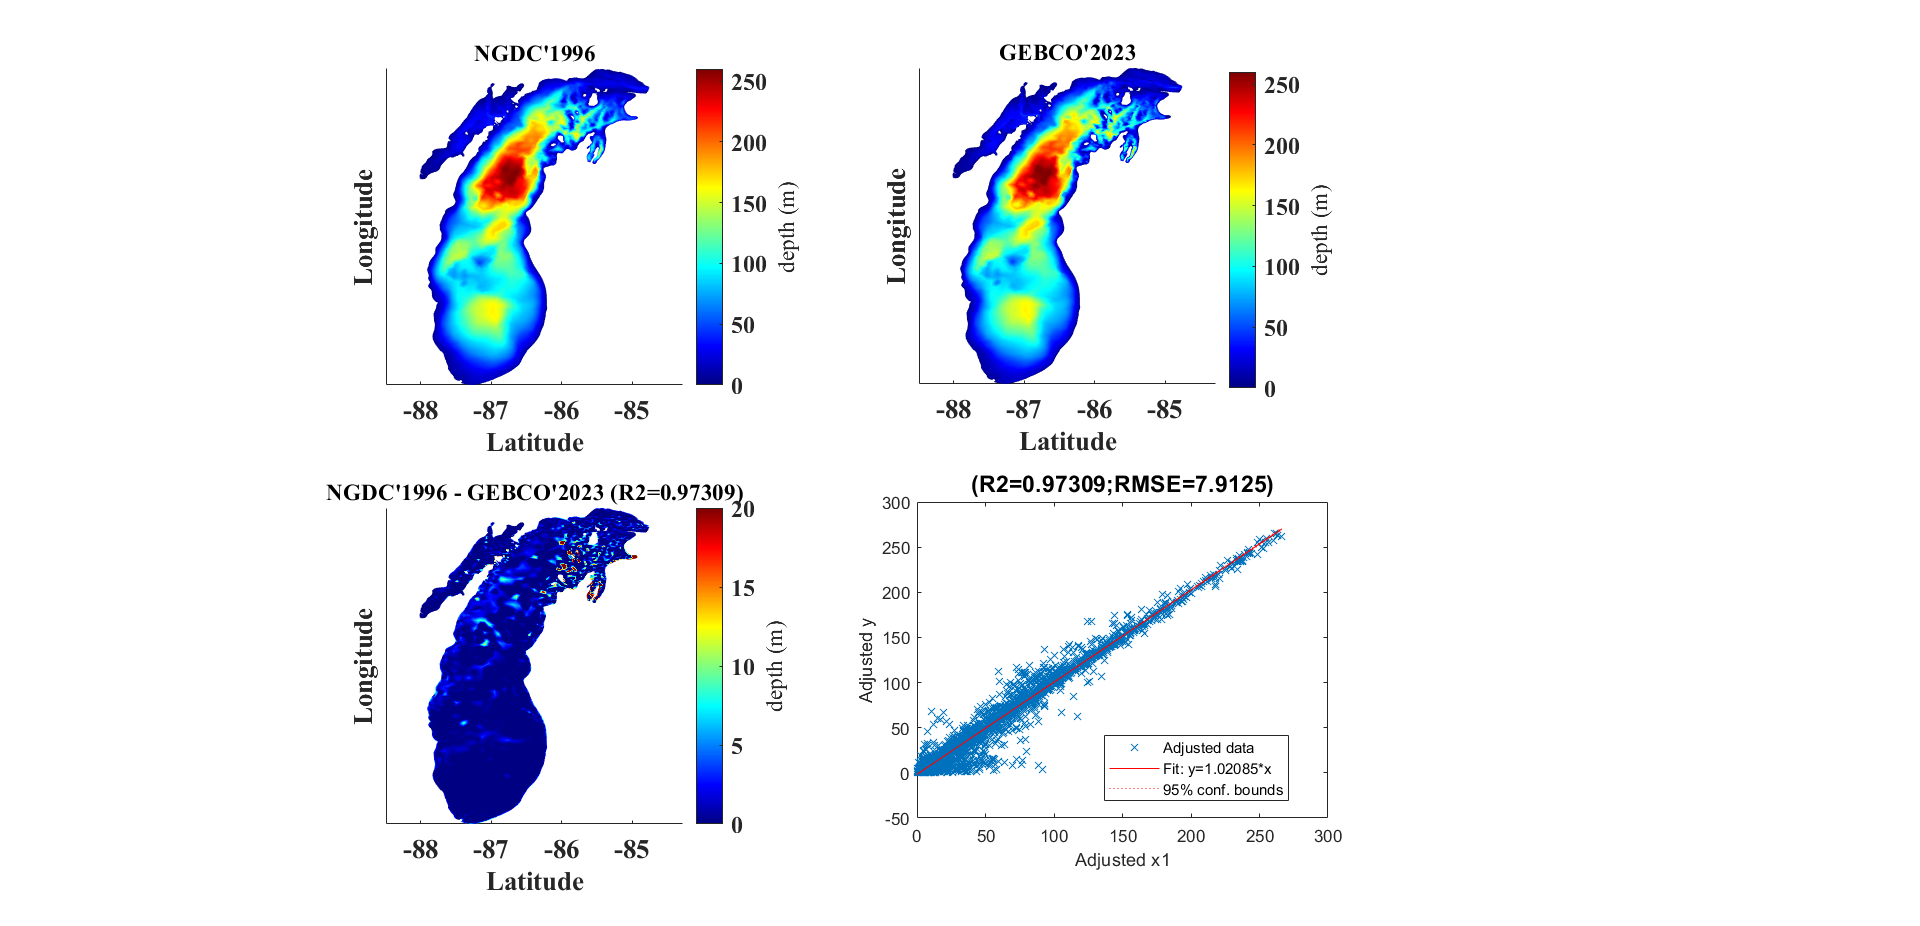 NGDC'1996
250
200
150
100
50
0
depth (m)
Longitude
-88 -87 -86 -85
Latitude
GEBCO'2023
250
200
150
100
50
0
depth (m)
Longitude
-88 -87 -86 -85
Latitude
NGDC'1996 - GEBCO'2023 (R2=0.97309)
20
15
10
5
0
depth (m)
Longitude
-88 -87 -86 -85
Latitude
(R2=0.97309;RMSE=7.9125)
300
250
200
150
100
50
0
-50
Adjusted y
Adjusted data
Fit: y=1.02085*x
95% conf. bounds
0 50 100 150 200 250 300
Adjusted x1